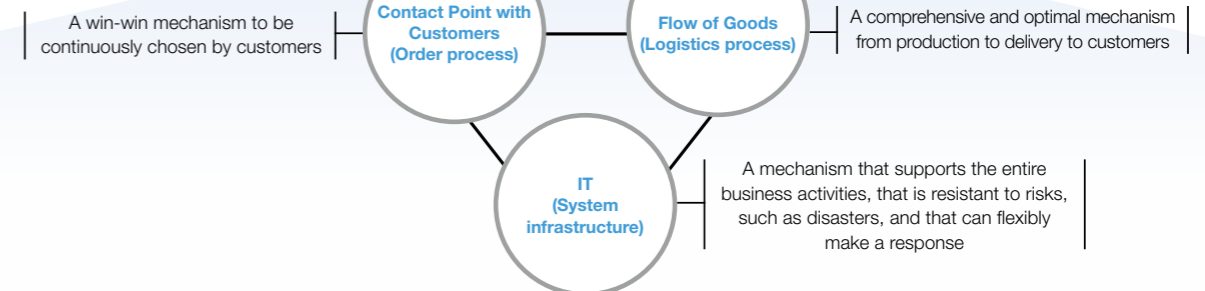 A win-win mechanism to be
continuously chosen by customers
Contact Point with
Customers
(Order process)
Flow of Goods
(Logistics process)
A comprehensive and optimal mechanism
from production to delivery to customers
IT
(System
infrastructure)
A mechanism that supports the entire
business activities, that is resistant to risks,
such as disasters, and that can flexibly
make a response